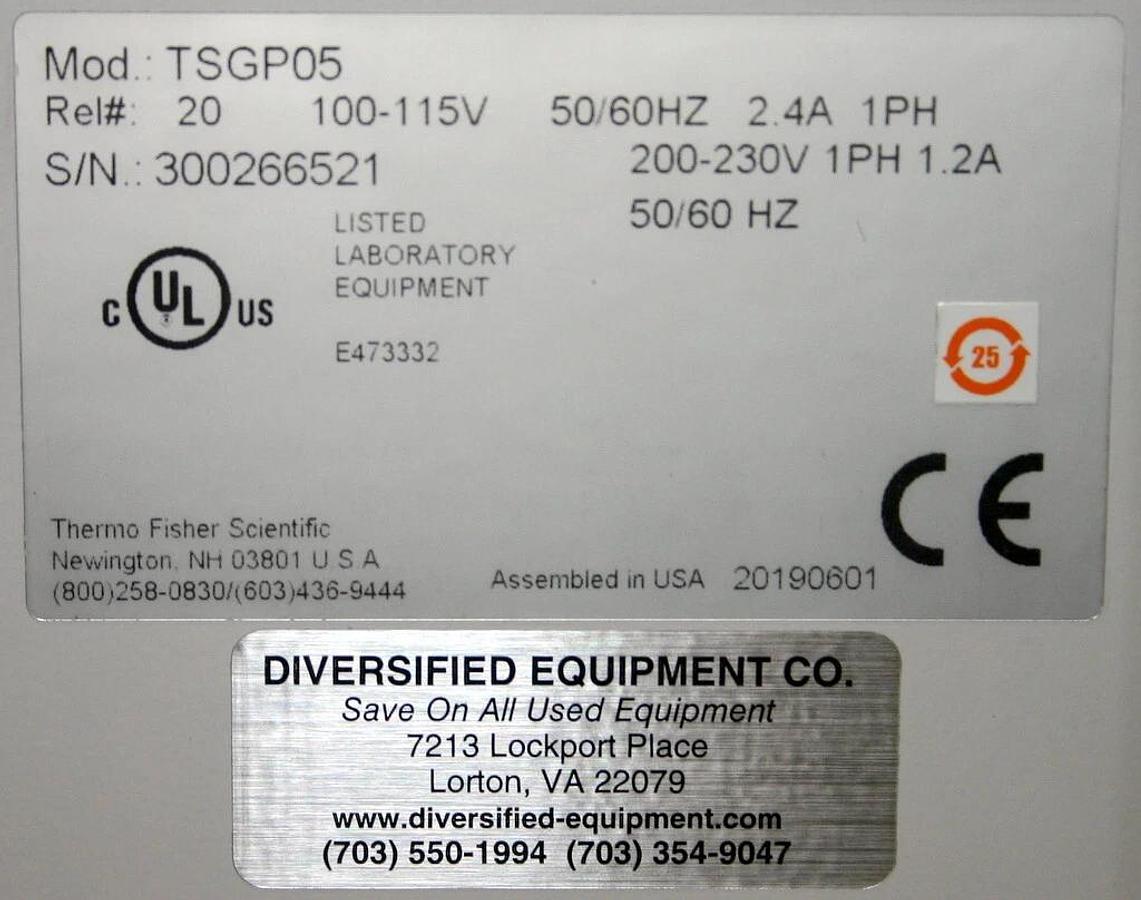 Mod.: TSGP05
Rel#: 20 100-115V 50/60HZ 2.4A 1PH
S/N.: 300266521 200-230V 1PH 1.2A
50/60 HZ
LISTED
LABORATORY
EQUIPMENT
C UL US
E473332
25
CE
Thermo Fisher Scientific
Newington, NH 03801 U S A
(800)258-0830/(603)436-9444
Assembled in USA 20190601
DIVERSIFIED EQUIPMENT CO.
Save On All Used Equipment
7213 Lockport Place
Lorton, VA 22079
www.diversified-equipment.com
(703) 550-1994 (703) 354-9047